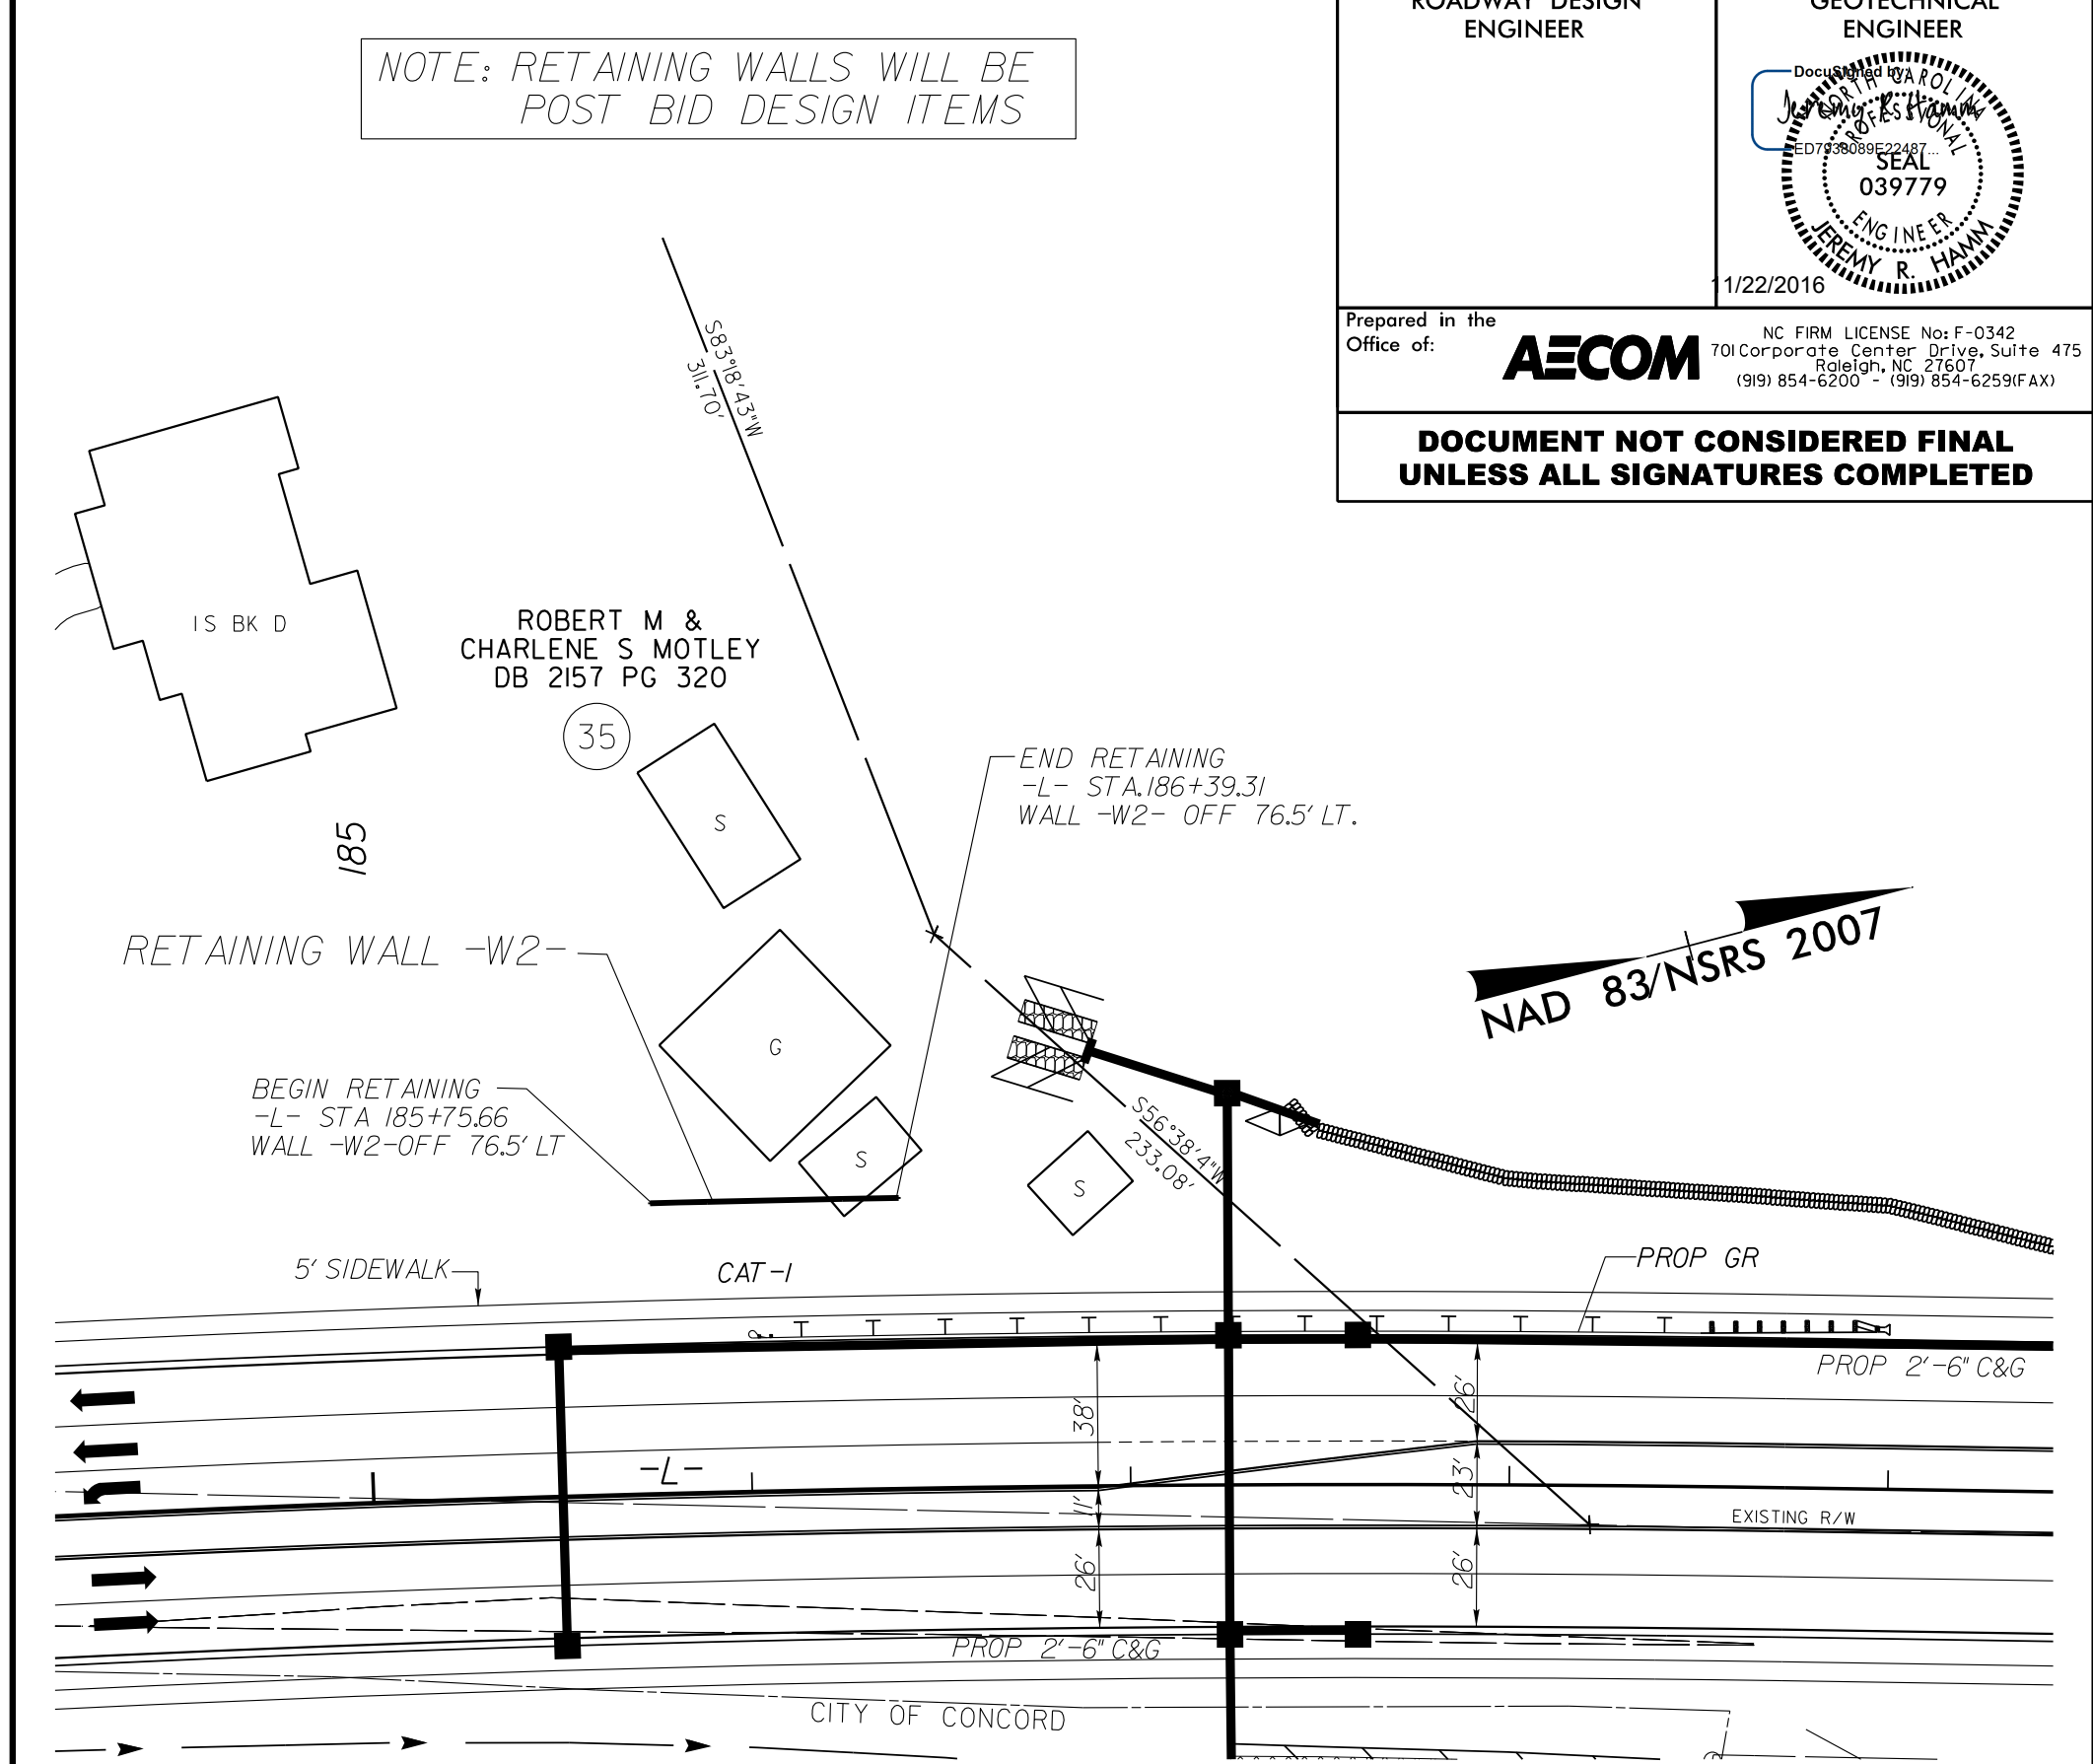 ROADWAY DESIGN
ENGINEER
GEOTECHNICAL
ENGINEER
NOTE: RETAINING WALLS WILL BE
POST BID DESIGN ITEMS
DocuSigned by:
Jeremy R Hamm
ED7938089E22487...
NORTH CAROLINA
PROFESSIONAL
SEAL
039779
ENGINEER
JEREMY R. HAMM
11/22/2016
Prepared in the
Office of:
AECOM
NC FIRM LICENSE No: F-0342
701 Corporate Center Drive, Suite 475
Raleigh, NC 27607
(919) 854-6200 - (919) 854-6259(FAX)
DOCUMENT NOT CONSIDERED FINAL
UNLESS ALL SIGNATURES COMPLETED
S83°18'43"W
311.70'
1S BK D
ROBERT M &
CHARLENE S MOTLEY
DB 2157 PG 320
35
S
185
END RETAINING
-L- STA.186+39.31
WALL -W2- OFF 76.5' LT.
RETAINING WALL -W2-
NAD 83/NSRS 2007
G
BEGIN RETAINING
-L- STA 185+75.66
WALL -W2-OFF 76.5' LT
S
S
S56°38'4"W
233.08'
5' SIDEWALK
CAT-1
PROP GR
PROP 2'-6" C&G
38'
26'
-L-
11'
23'
EXISTING R/W
26'
26'
PROP 2'-6" C&G
CITY OF CONCORD